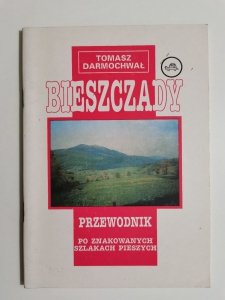 TOMASZ
DARMOCHWAŁ
BIESZCZADY
PRZEWODNIK
PO ZNAKOWANYCH
SZLAKACH PIESZYCH